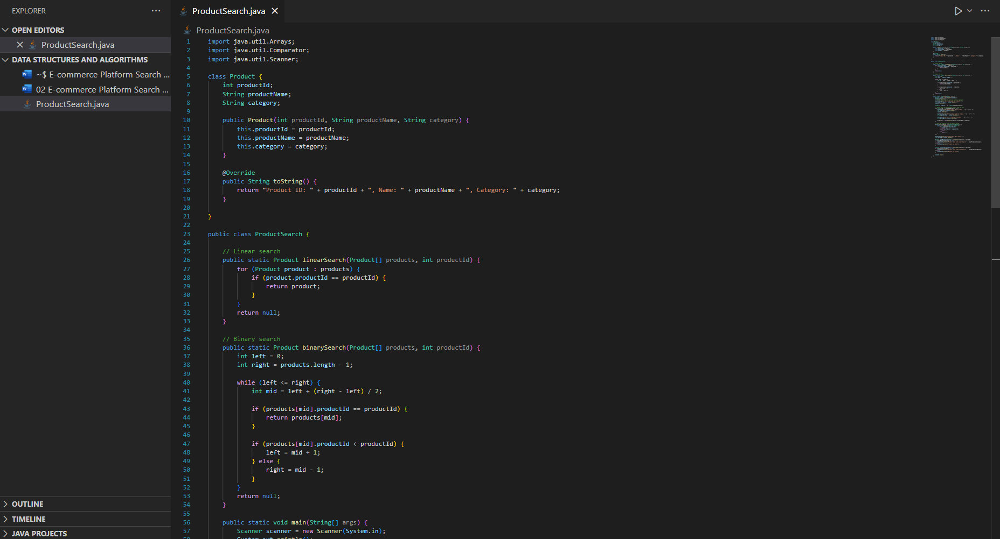 EXPLORER
ProductSearch.java
OPEN EDITORS
ProductSearch.java
DATA STRUCTURES AND ALGORITHMS
~$ E-commerce Platform Search ...
02 E-commerce Platform Search ...
ProductSearch.java
OUTLINE
TIMELINE
JAVA PROJECTS
ProductSearch.java
1 import java.util.Arrays;
2 import java.util.Comparator;
3 import java.util.Scanner;
4
5 class Product {
6     int productId;
7     String productName;
8     String category;
9
10     public Product(int productId, String productName, String category) {
11         this.productId = productId;
12         this.productName = productName;
13         this.category = category;
14     }
15
16     @Override
17     public String toString() {
18         return "Product ID: " + productId + ", Name: " + productName + ", Category: " + category;
19     }
20
21 }
22
23 public class ProductSearch {
24
25     // Linear search
26     public static Product linearSearch(Product[] products, int productId) {
27         for (Product product : products) {
28             if (product.productId == productId) {
29                 return product;
30             }
31         }
32         return null;
33     }
34
35     // Binary search
36     public static Product binarySearch(Product[] products, int productId) {
37         int left = 0;
38         int right = products.length - 1;
39
40         while (left <= right) {
41             int mid = left + (right - left) / 2;
42
43             if (products[mid].productId == productId) {
44                 return products[mid];
45             }
46
47             if (products[mid].productId < productId) {
48                 left = mid + 1;
49             } else {
50                 right = mid - 1;
51             }
52         }
53         return null;
54     }
55
56     public static void main(String[] args) {
57         Scanner scanner = new Scanner(System.in);